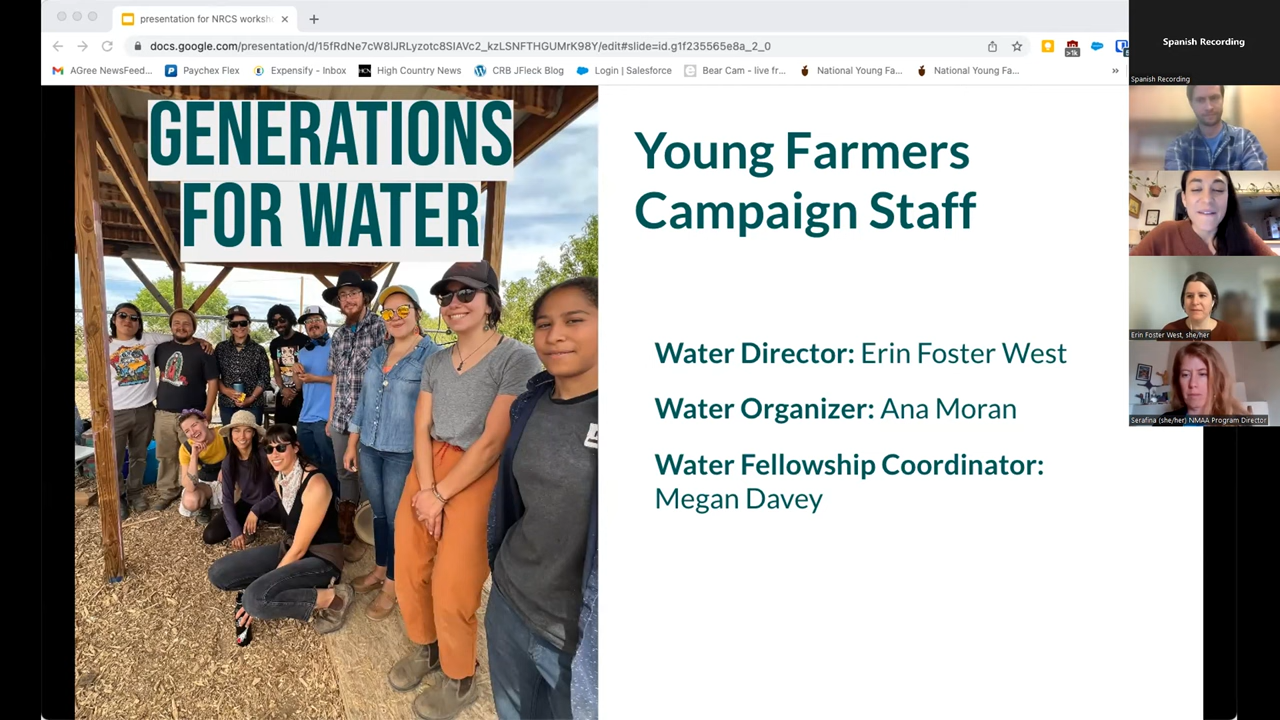 presentation for NRCS worksh
docs.google.com/presentation/d/15fRdNe7cW8lJRLyzotc8SIAVc2_kzLSNFTHGUMrK98Y/edit#slide=id.g1f235565e8a_2_0
AGree NewsFeed...
Paychex Flex
Expensify - Inbox
HCN
High Country News
CRB JFleck Blog
Login | Salesforce
Bear Cam - live fr...
National Young Fa...
National Young Fa...
>1k
GENERATIONS
FOR WATER
Young Farmers
Campaign Staff
Water Director: Erin Foster West
Water Organizer: Ana Moran
Water Fellowship Coordinator:
Megan Davey
Spanish Recording
Spanish Recording
Erin Foster West, she/her
Serafina (she/her) NMAA Program Director